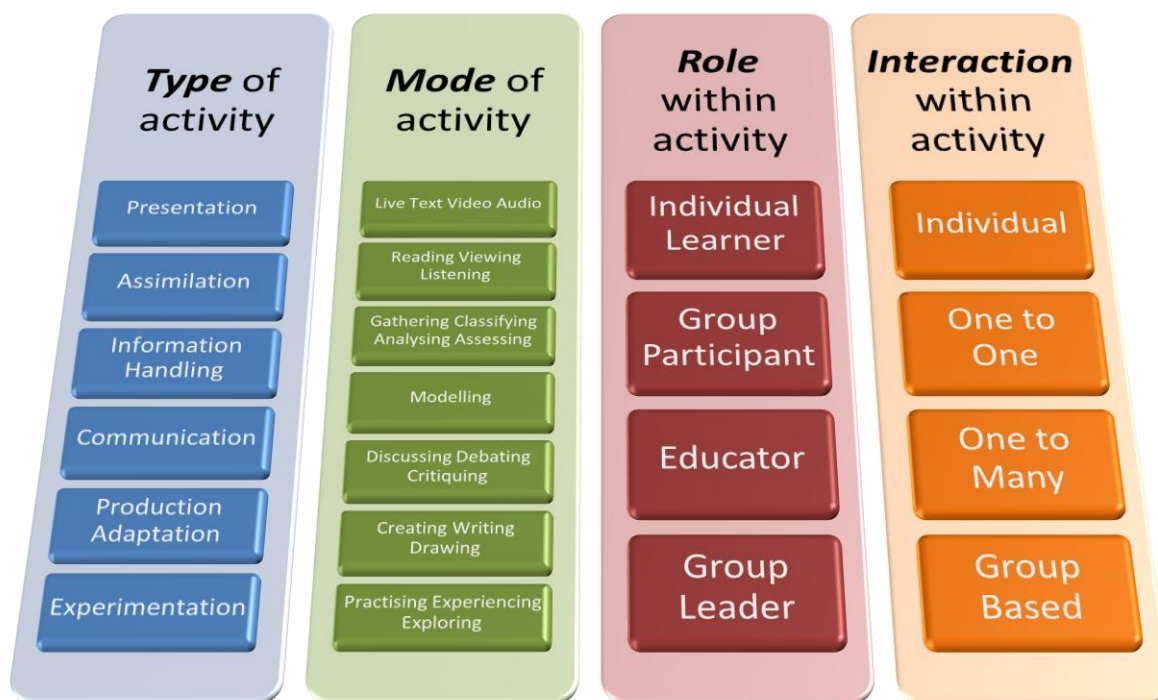 Type of
activity
Presentation
Assimilation
Information
Handling
Communication
Production
Adaptation
Experimentation
Mode of
activity
Live Text Video Audio
Reading Viewing
Listening
Gathering Classifying
Analysing Assessing
Modelling
Discussing Debating
Critiquing
Creating Writing
Drawing
Practising Experiencing
Exploring
Role
within
activity
Individual
Learner
Group
Participant
Educator
Group
Leader
Interaction
within
activity
Individual
One to
One
One to
Many
Group
Based